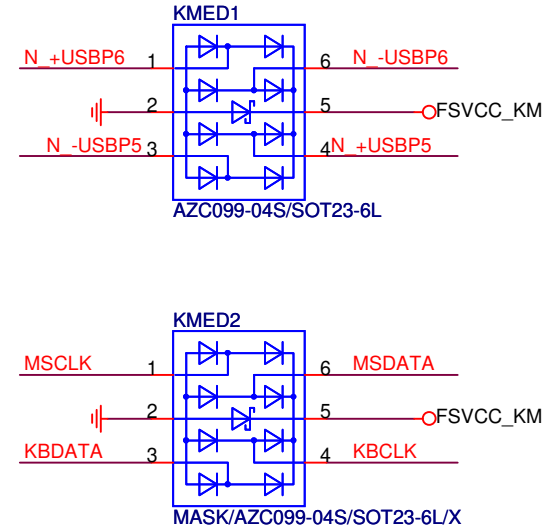 KMED1
N_+USBP6 1 6 N_-USBP6
2 5 FSVCC_KM
N_-USBP5 3 4 N_+USBP5
AZC099-04S/SOT23-6L
KMED2
MSCLK 1 6 MSDATA
2 5 FSVCC_KM
KBDATA 3 4 KBCLK
MASK/AZC099-04S/SOT23-6L/X